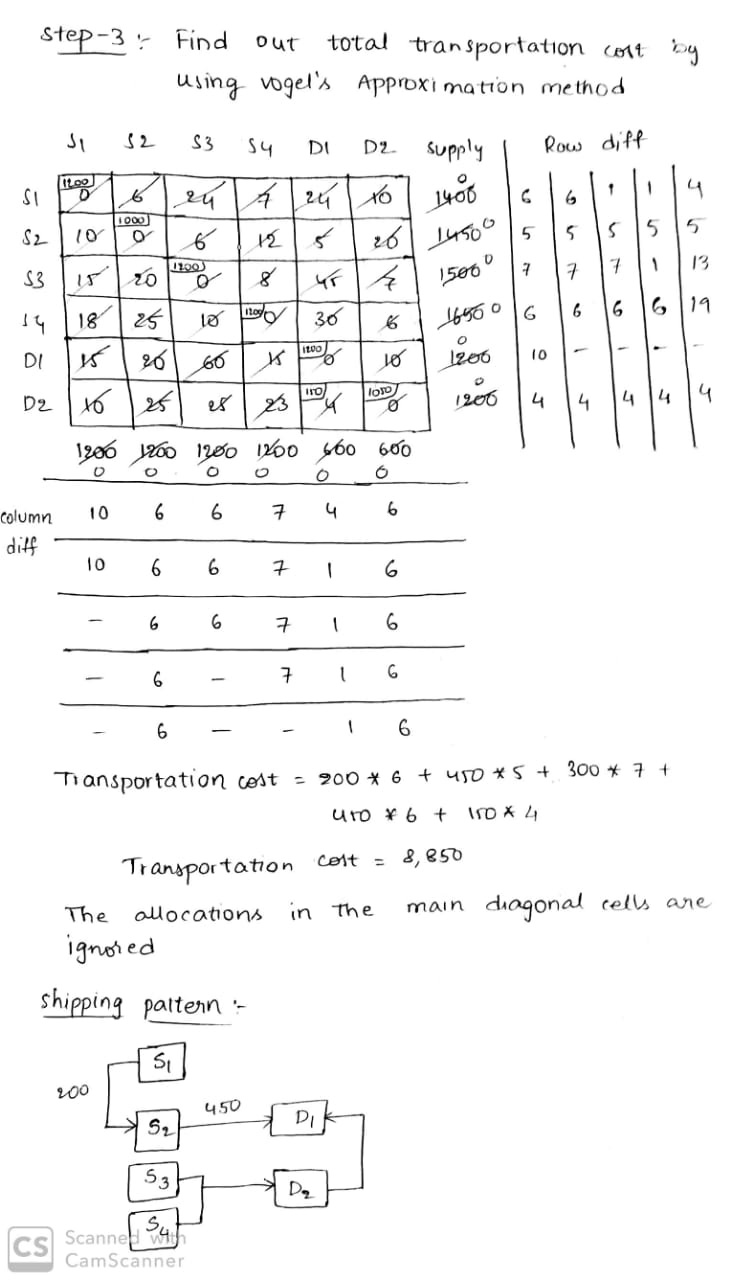 Step-3 :- Find out total transportation cost by
using vogel's Approximation method
S1 S2 S3 S4 D1 D2 Supply Row diff
1200 0
S1 0 6 24 7 24 10 1400 6 6 1 1 4
1000
S2 10 0 6 12 5 20 1450 0 5 5 5 5 5
1200
S3 15 20 0 8 45 7 1500 0 7 7 7 1 13
S4 18 25 10 1200 0 30 6 1650 0 6 6 6 6 19
1200 0
D1 15 20 60 15 0 10 1200 10 - - - -
150 1050 0
D2 10 25 25 23 4 0 1200 4 4 4 4 4
1200 1200 1200 1200 600 600
0 0 0 0 0 0
column 10 6 6 7 4 6
diff
10 6 6 7 1 6
- 6 6 7 1 6
- 6 - 7 1 6
- 6 - - 1 6
Transportation cost = 200 * 6 + 450 * 5 + 300 * 7 +
450 * 6 + 150 * 4
Transportation cost = 8,850
The allocations in the main diagonal cells are
ignored
shipping pattern :-
S1
200
450
S2 D1
S3
D2
S4
CS Scanned with
CamScanner